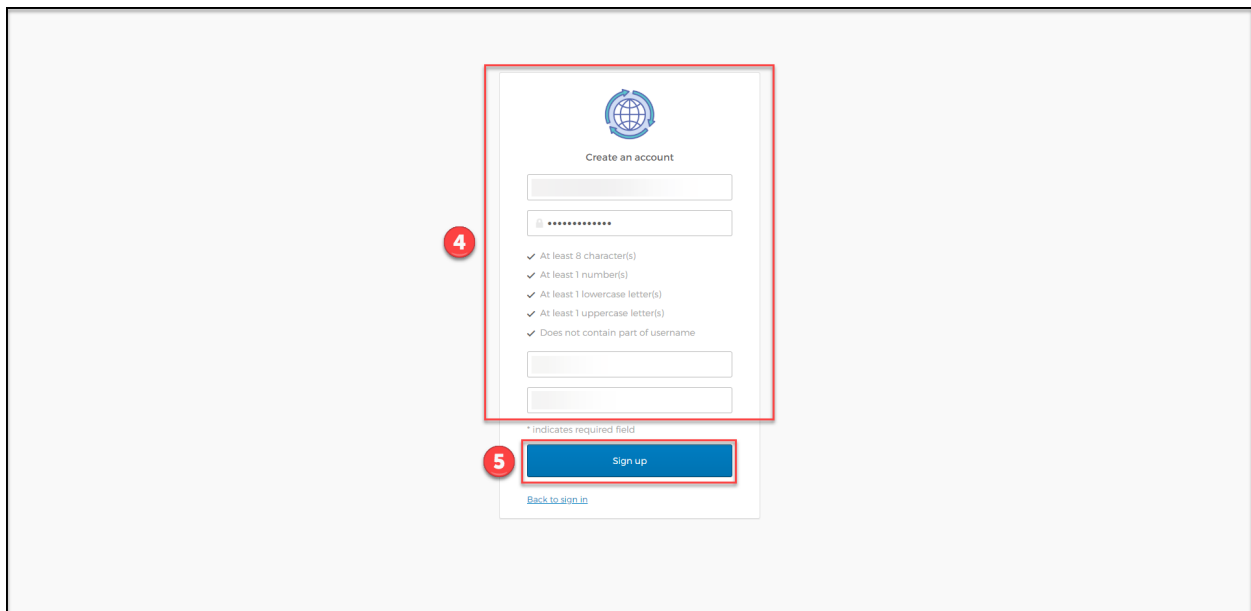 Create an account
•••••••••••••
4
At least 8 character(s)
At least 1 number(s)
At least 1 lowercase letter(s)
At least 1 uppercase letter(s)
Does not contain part of username
* indicates required field
5
Sign up
Back to sign in